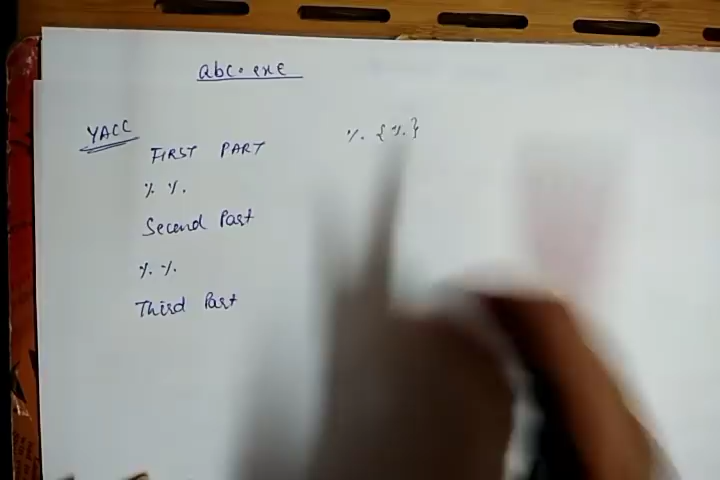 abc.exe
YACC
FIRST PART
%{%}
%%
Second Part
%%
Third Part